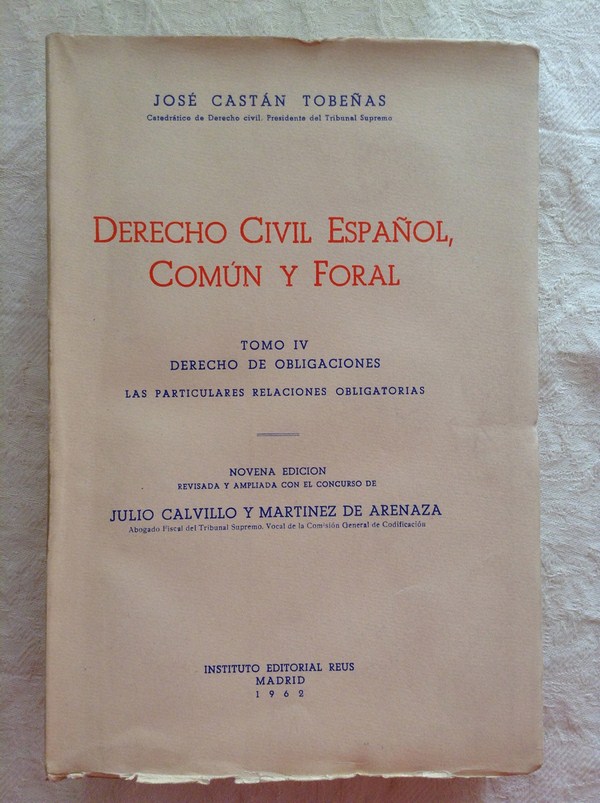 JOSÉ CASTÁN TOBEÑAS
Catedrático de Derecho civil; Presidente del Tribunal Supremo
DERECHO CIVIL ESPAÑOL,
COMÚN Y FORAL
TOMO IV
DERECHO DE OBLIGACIONES
LAS PARTICULARES RELACIONES OBLIGATORIAS
NOVENA EDICION
REVISADA Y AMPLIADA CON EL CONCURSO DE
JULIO CALVILLO Y MARTINEZ DE ARENAZA
Abogado Fiscal del Tribunal Supremo. Vocal de la Comisión General de Codificación
INSTITUTO EDITORIAL REUS
MADRID
1962